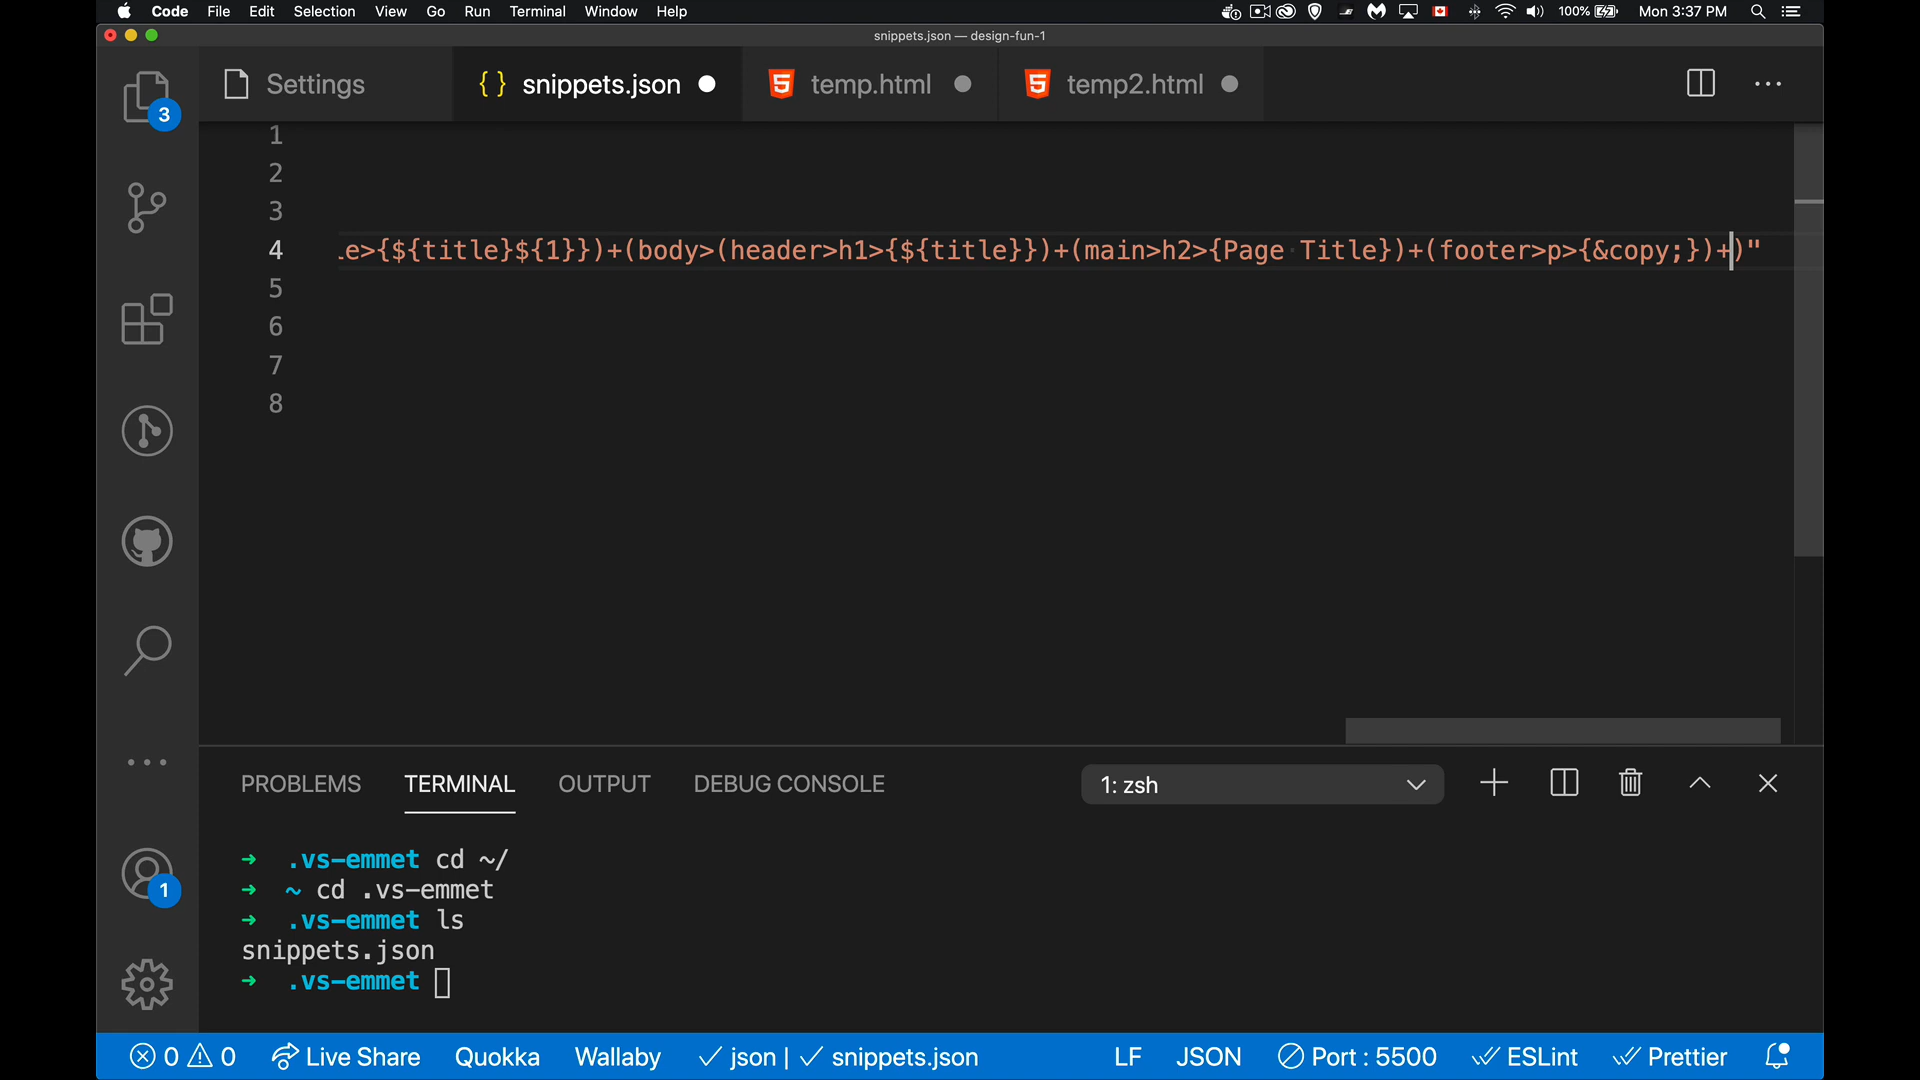 Code File Edit Selection View Go Run Terminal Window Help 100% Mon 3:37 PM
snippets.json — design-fun-1
Settings { } snippets.json temp.html temp2.html
3
1
2
3
4 le>{${title}${1}})+(body>(header>h1>{${title}})+(main>h2>{Page Title})+(footer>p>{&copy;})+)"
5
6
7
8
PROBLEMS TERMINAL OUTPUT DEBUG CONSOLE 1: zsh
➜ .vs-emmet cd ~/
➜ ~ cd .vs-emmet
1
➜ .vs-emmet ls
snippets.json
➜ .vs-emmet
0 0 Live Share Quokka Wallaby ✓ json | ✓ snippets.json LF JSON Port : 5500 ESLint Prettier